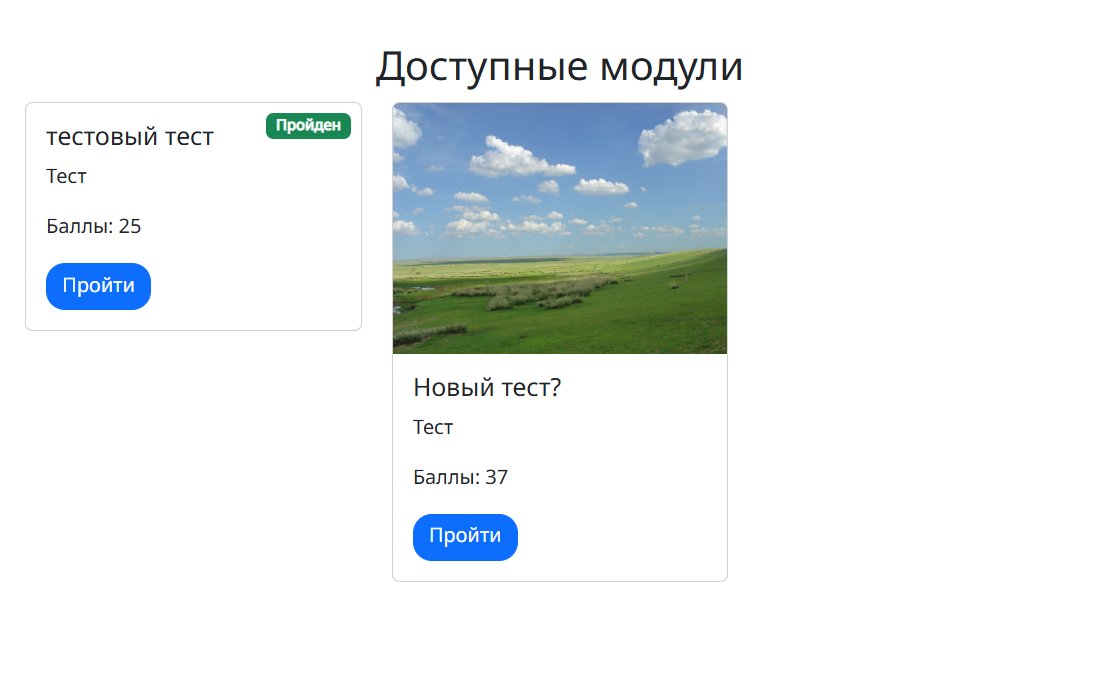 Доступные модули
тестовый тест
Пройден
Тест
Баллы: 25
Пройти
Новый тест?
Тест
Баллы: 37
Пройти